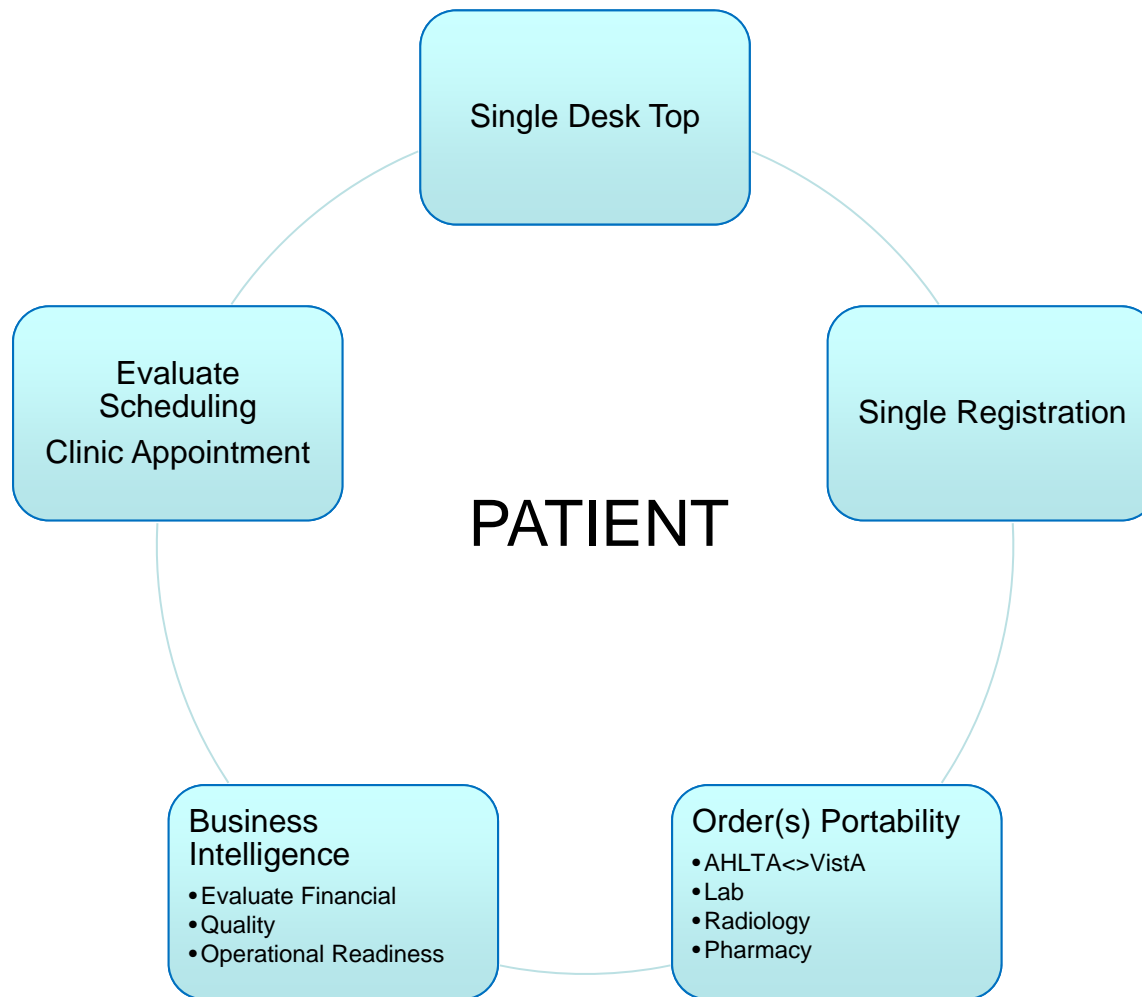 Single Desk Top
Evaluate
Scheduling
Clinic Appointment
Single Registration
PATIENT
Business
Intelligence
•Evaluate Financial
•Quality
•Operational Readiness
Order(s) Portability
•AHLTA<>VistA
•Lab
•Radiology
•Pharmacy